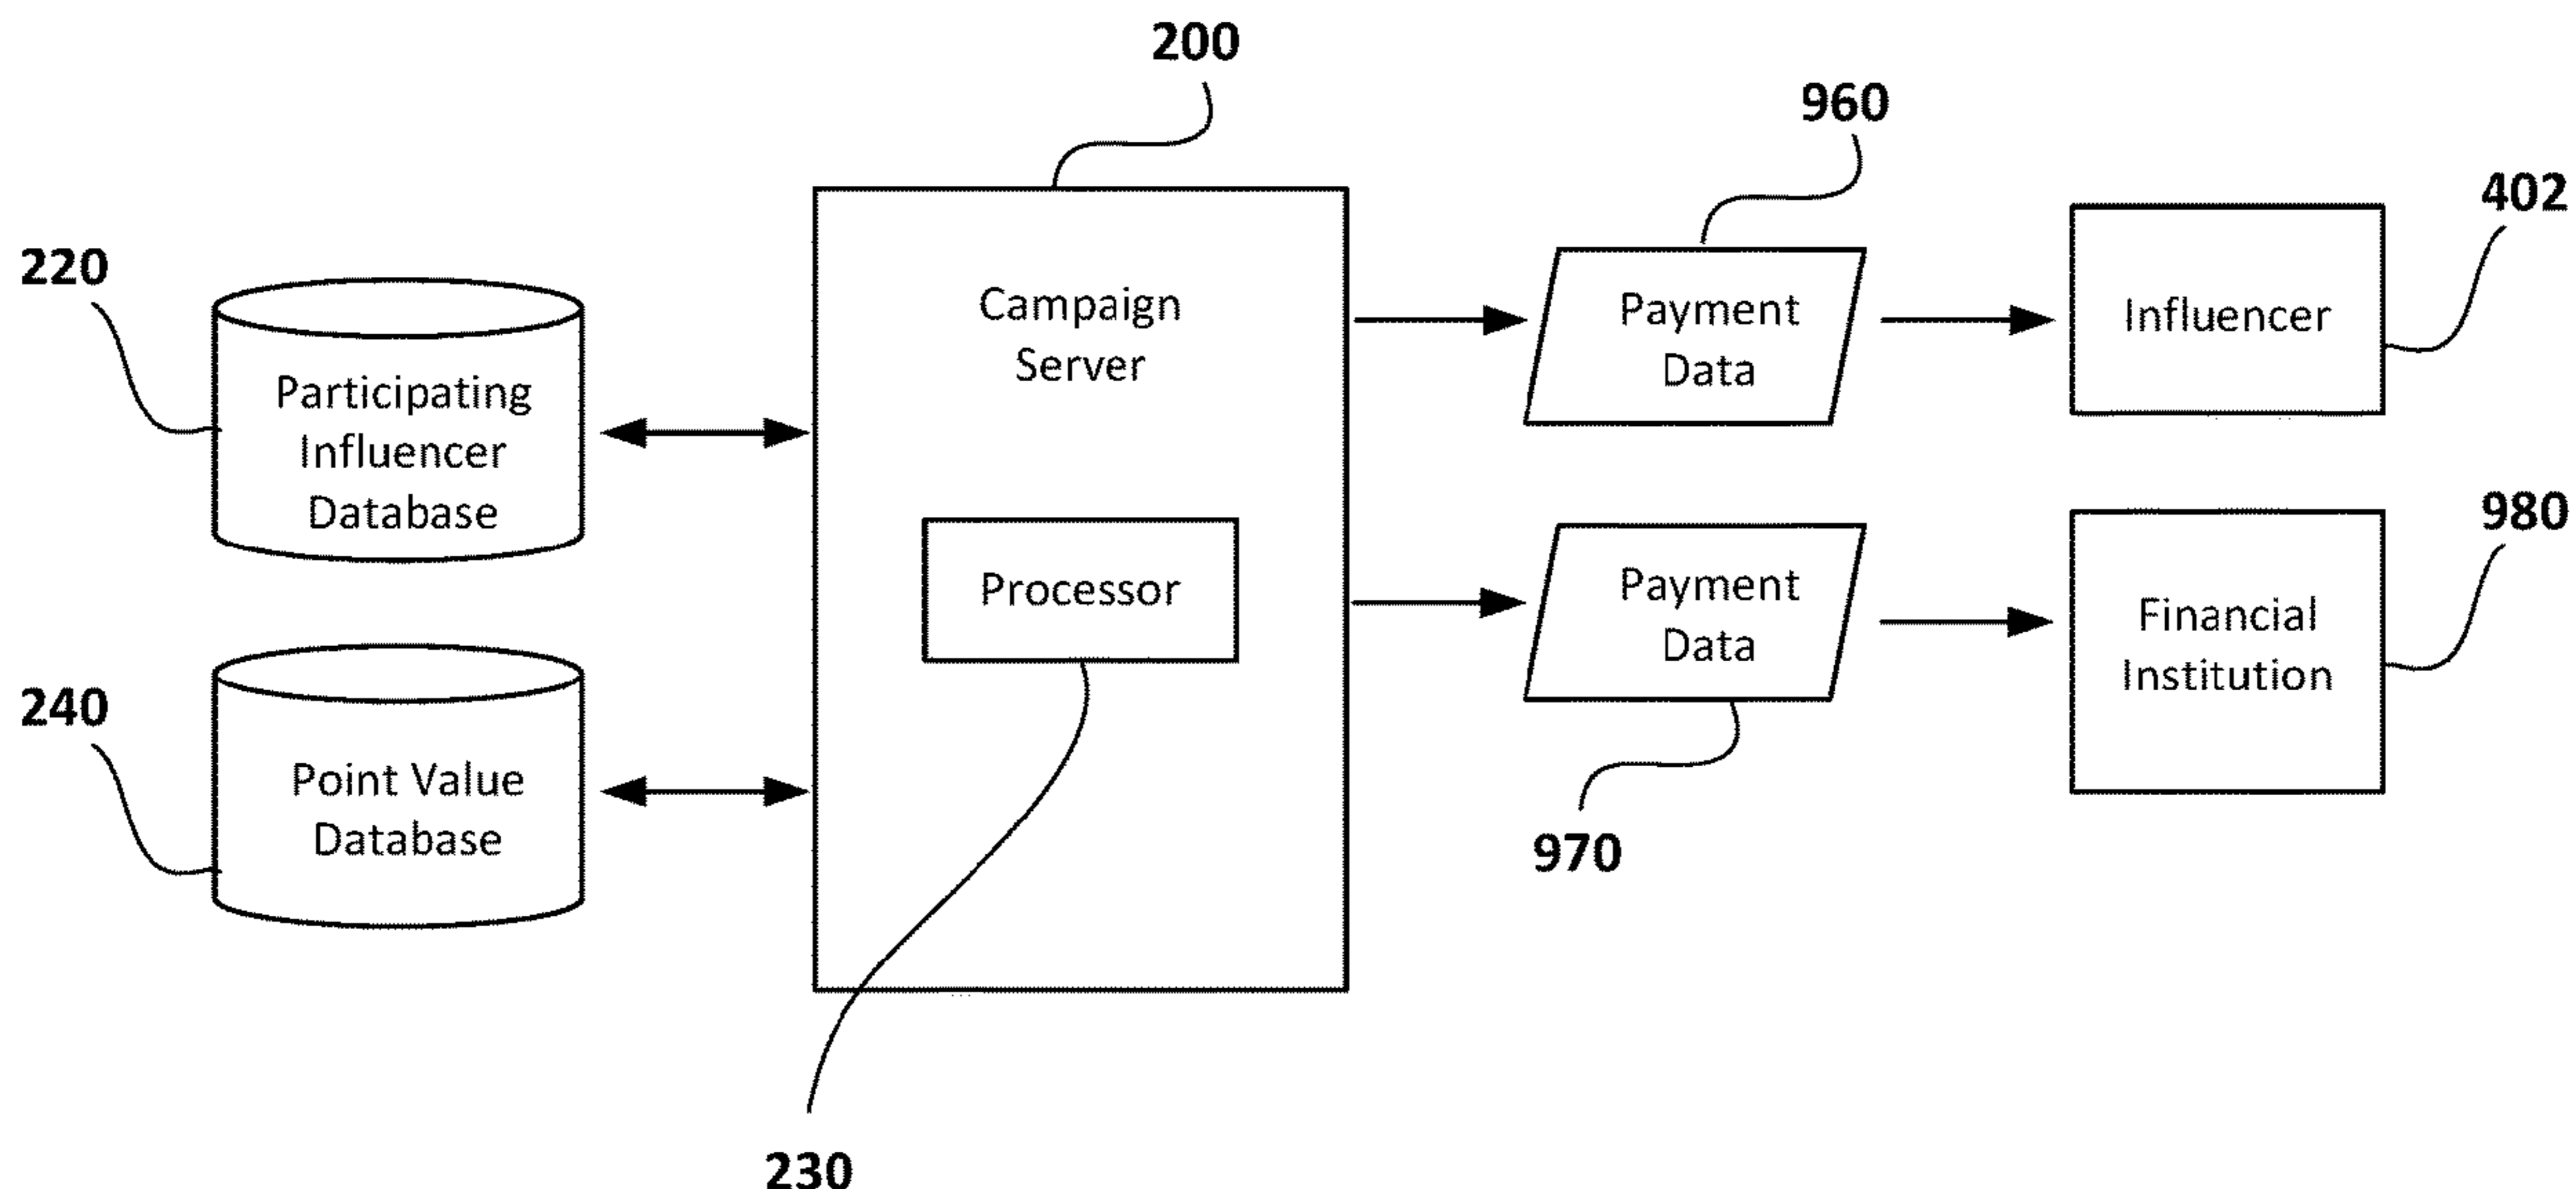 200
960
402
220
Campaign
Server
Payment
Data
Influencer
Participating
Influencer
Database
980
Processor
Payment
Data
Financial
Institution
240
Point Value
Database
970
230